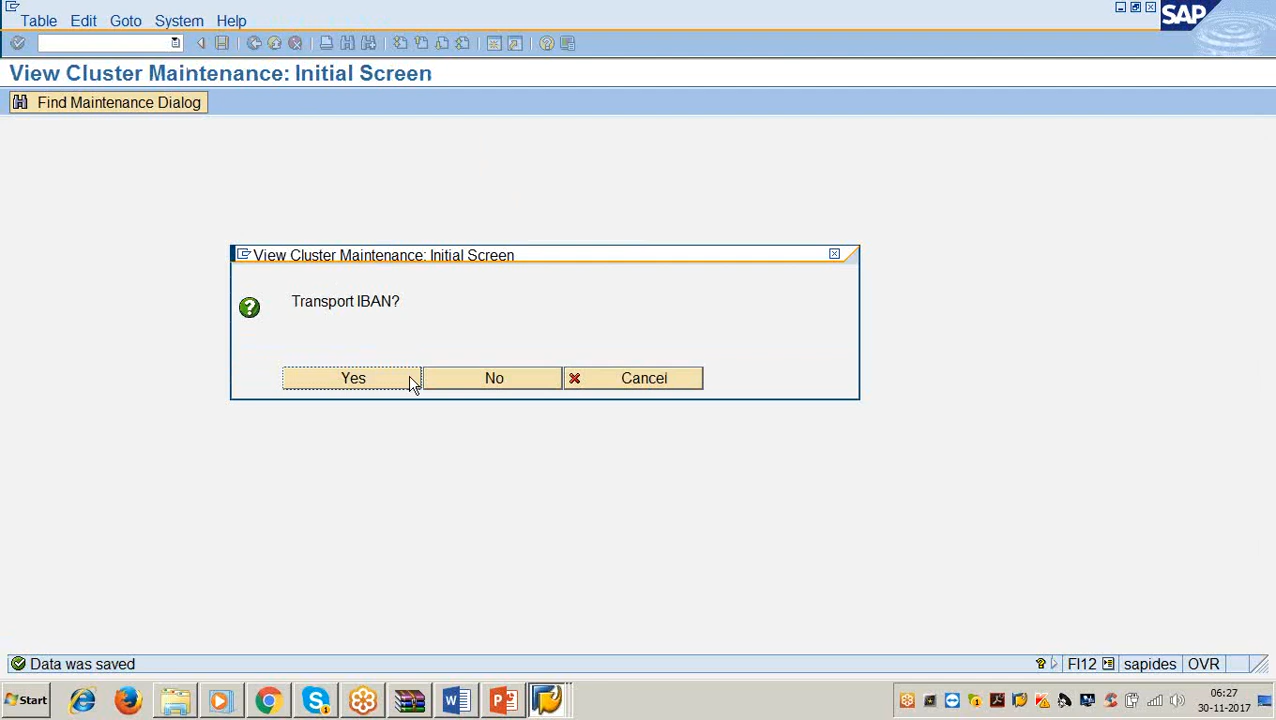 Table Edit Goto System Help
SAP
View Cluster Maintenance: Initial Screen
Find Maintenance Dialog
View Cluster Maintenance: Initial Screen
Transport IBAN?
Yes No Cancel
Data was saved FI12 sapides OVR
Start 06:27
30-11-2017